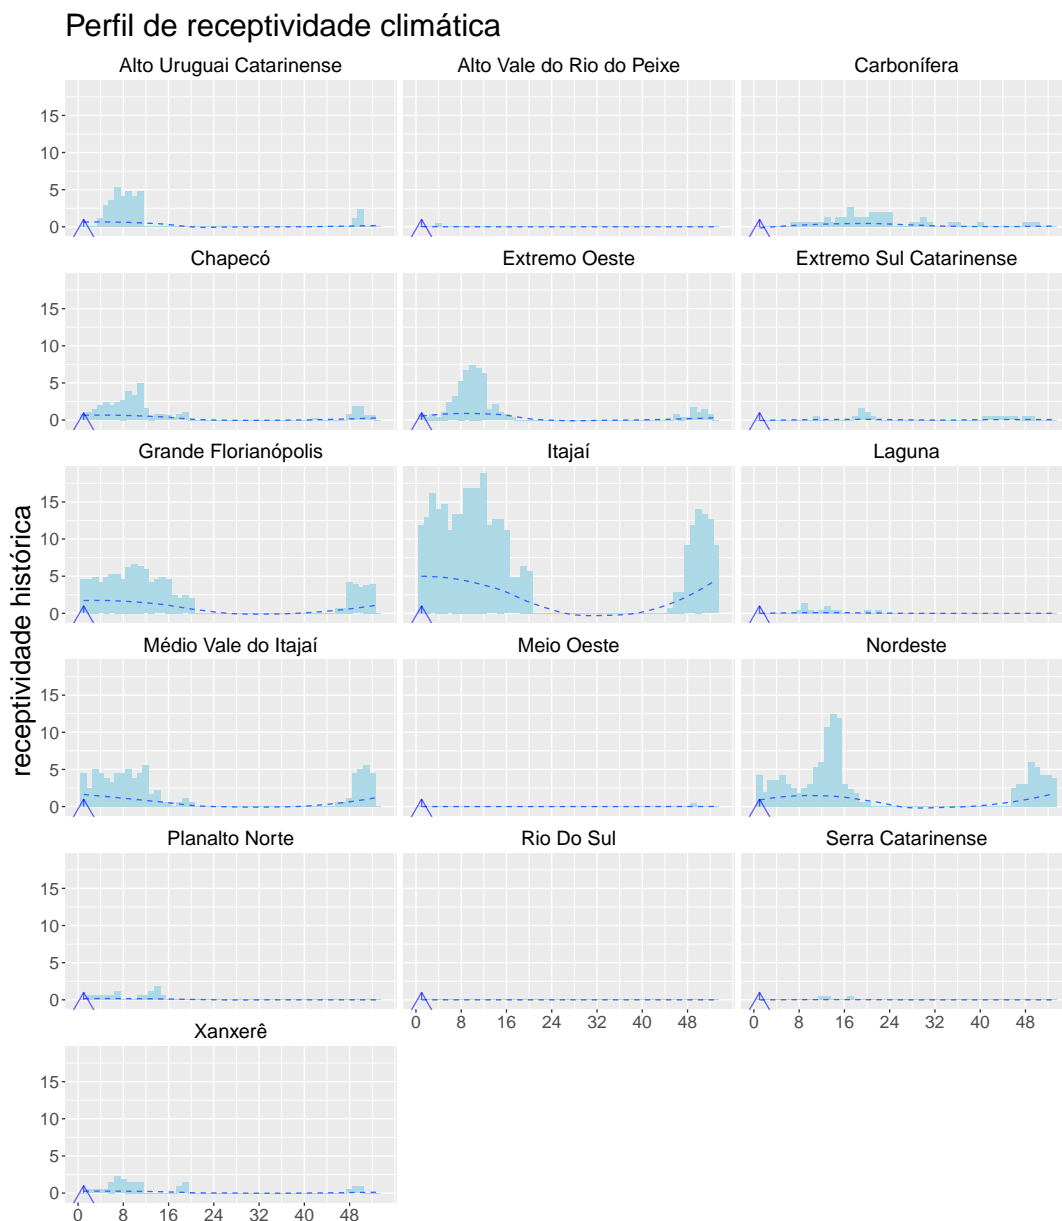 Perfil de receptividade climática
Alto Uruguai Catarinense
Alto Vale do Rio do Peixe
Carbonífera
15
10
5
0
Chapecó
Extremo Oeste
Extremo Sul Catarinense
15
10
5
0
Grande Florianópolis
Itajaí
Laguna
15
10
5
0
receptividade histórica
Médio Vale do Itajaí
Meio Oeste
Nordeste
15
10
5
0
Planalto Norte
Rio Do Sul
Serra Catarinense
15
10
5
0
0 8 16 24 32 40 48
0 8 16 24 32 40 48
Xanxerê
15
10
5
0
0 8 16 24 32 40 48